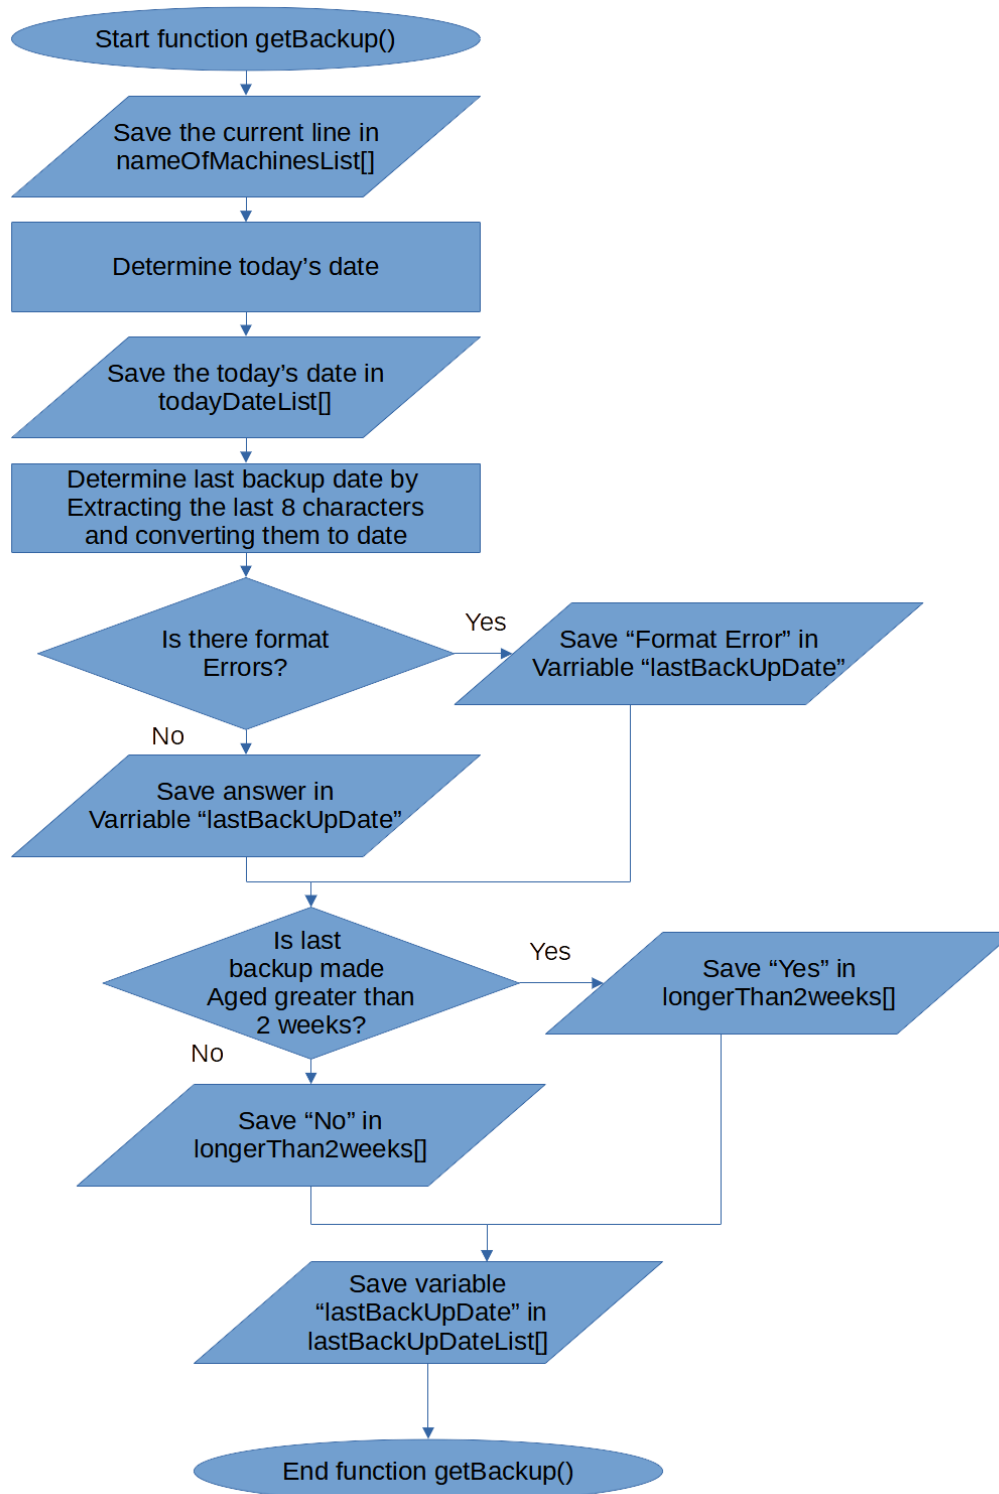 Start function getBackup()
Save the current line in
nameOfMachinesList[]
Determine today’s date
Save the today’s date in
todayDateList[]
Determine last backup date by
Extracting the last 8 characters
and converting them to date
Is there format
Errors?
Yes
Save “Format Error” in
Varriable “lastBackUpDate”
No
Save answer in
Varriable “lastBackUpDate”
Is last
backup made
Aged greater than
2 weeks?
Yes
Save “Yes” in
longerThan2weeks[]
No
Save “No” in
longerThan2weeks[]
Save variable
“lastBackUpDate” in
lastBackUpDateList[]
End function getBackup()